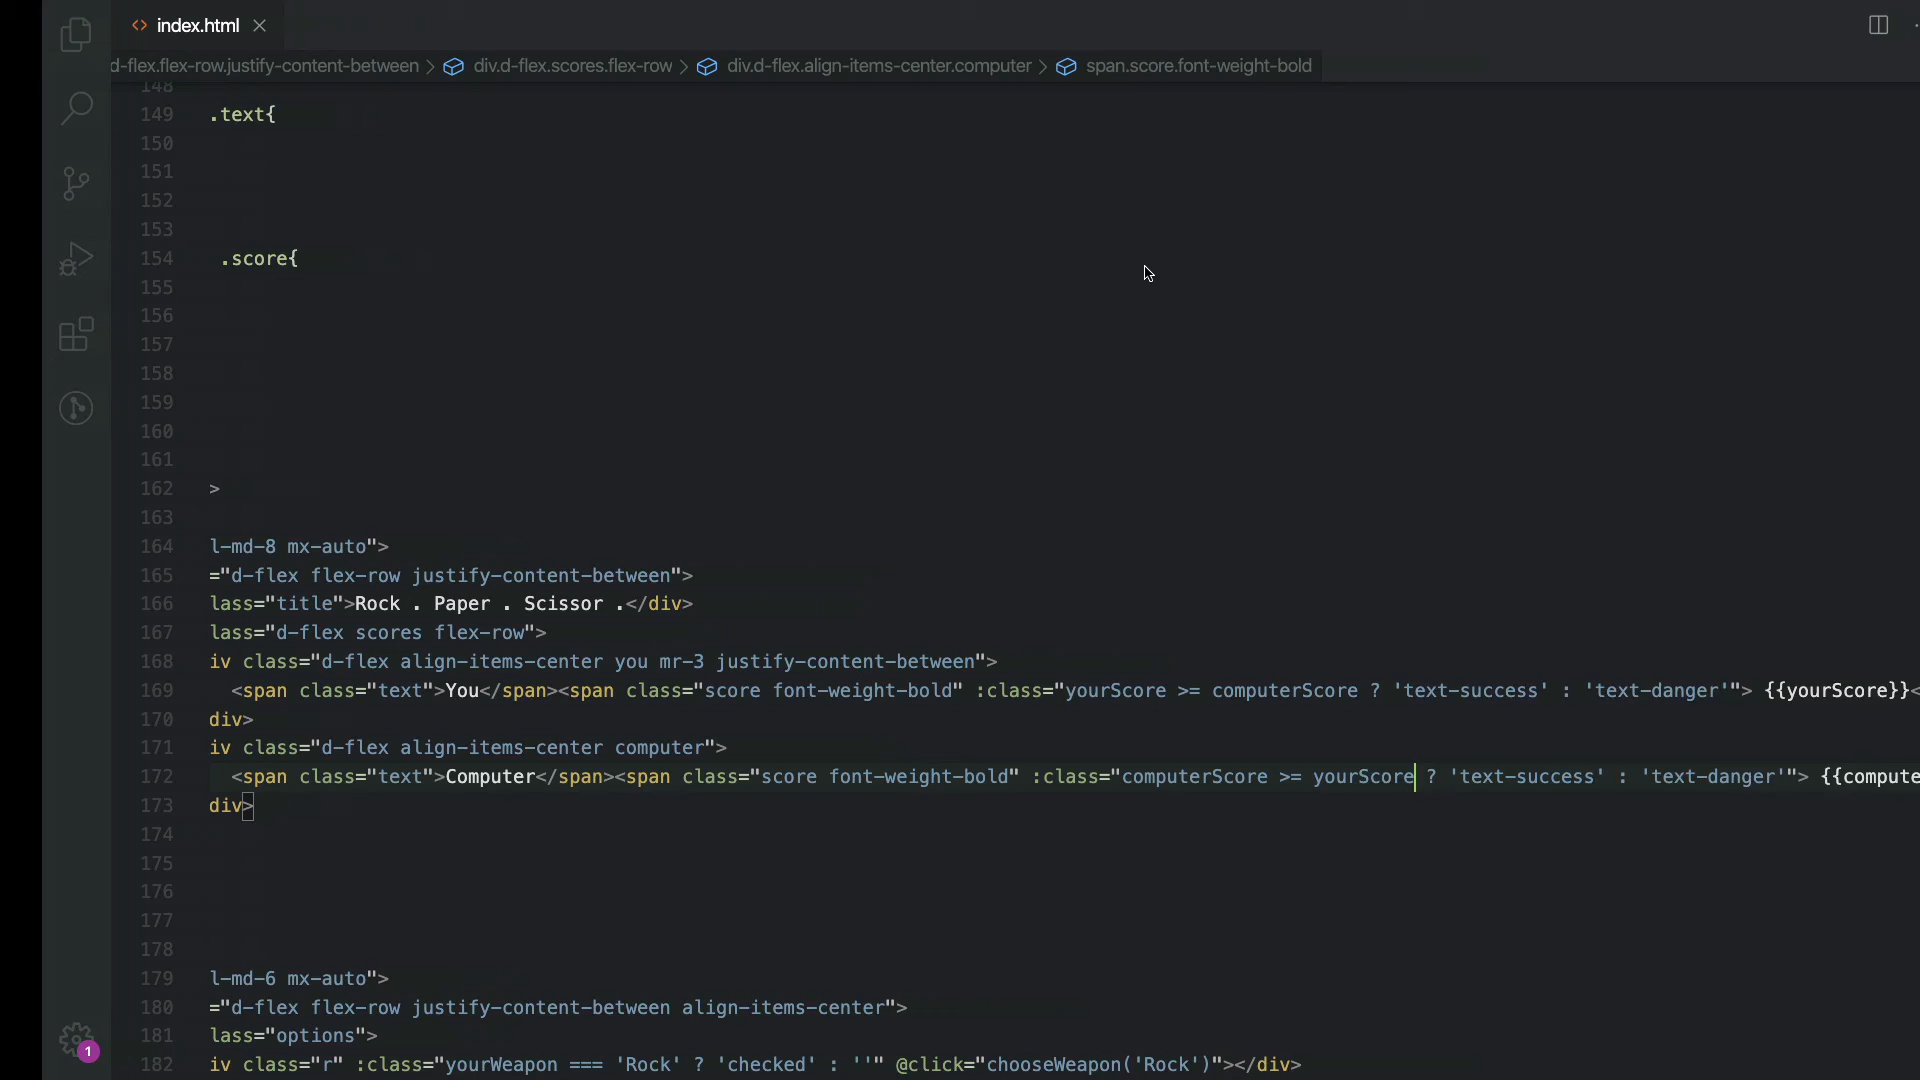 index.html
d-flex.flex-row.justify-content-between > div.d-flex.scores.flex-row > div.d-flex.align-items-center.computer > span.score.font-weight-bold
148
149 .text{
150
151
152
153
154 .score{
155
156
157
158
159
160
161
162 >
163
164 l-md-8 mx-auto">
165 ="d-flex flex-row justify-content-between">
166 lass="title">Rock . Paper . Scissor .</div>
167 lass="d-flex scores flex-row">
168 iv class="d-flex align-items-center you mr-3 justify-content-between">
169 <span class="text">You</span><span class="score font-weight-bold" :class="yourScore >= computerScore ? 'text-success' : 'text-danger'"> {{yourScore}}<
170 div>
171 iv class="d-flex align-items-center computer">
172 <span class="text">Computer</span><span class="score font-weight-bold" :class="computerScore >= yourScore ? 'text-success' : 'text-danger'"> {{compute
173 div>
174
175
176
177
178
179 l-md-6 mx-auto">
180 ="d-flex flex-row justify-content-between align-items-center">
181 lass="options">
182 iv class="r" :class="yourWeapon === 'Rock' ? 'checked' : ''" @click="chooseWeapon('Rock')"></div>
1